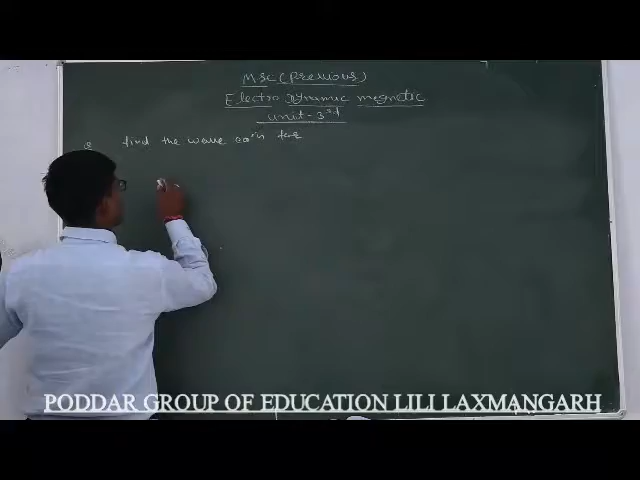 MSC (Previous)
Electro Dynamic magnetic
unit-3rd
Q find the wave eqn for
PODDAR GROUP OF EDUCATION LILI LAXMANGARH